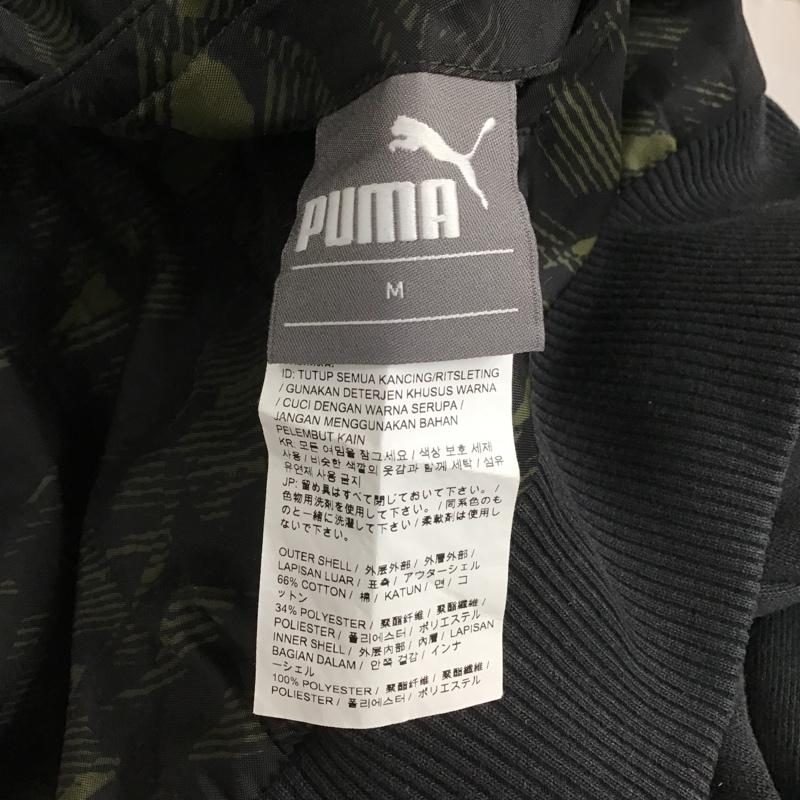 PUMA
M
ID: TUTUP SEMUA KANCING/RITSLETING
/ GUNAKAN DETERJEN KHUSUS WARNA
/ CUCI DENGAN WARNA SERUPA /
JANGAN MENGGUNAKAN BAHAN
PELEMBUT KAIN
KR: 모든 여밈을 잠그세요 / 색상 보호 세제
사용 / 비슷한 색깔의 옷감과 함께 세탁 / 섬유
유연제 사용 금지
JP: 留め具はすべて閉じておいて下さい。 /
色物用洗剤を使用して下さい。 / 同系色のも
のと一緒に洗濯して下さい / 柔軟剤は使用し
ないで下さい。
OUTER SHELL / 外层外部 / 外層外部 /
LAPISAN LUAR / 표측 / アウターシェル
66% COTTON / 棉 / KATUN / 면 / コ
ットン
34% POLYESTER / 聚酯纤维 / 聚酯纖維 /
POLIESTER / 폴리에스터 / ポリエステル
INNER SHELL / 外层内部 / 內層 / LAPISAN
BAGIAN DALAM / 안쪽 겉감 / インナ
ーシェル
100% POLYESTER / 聚酯纤维 / 聚酯纖維 /
POLIESTER / 폴리에스터 / ポリエステル